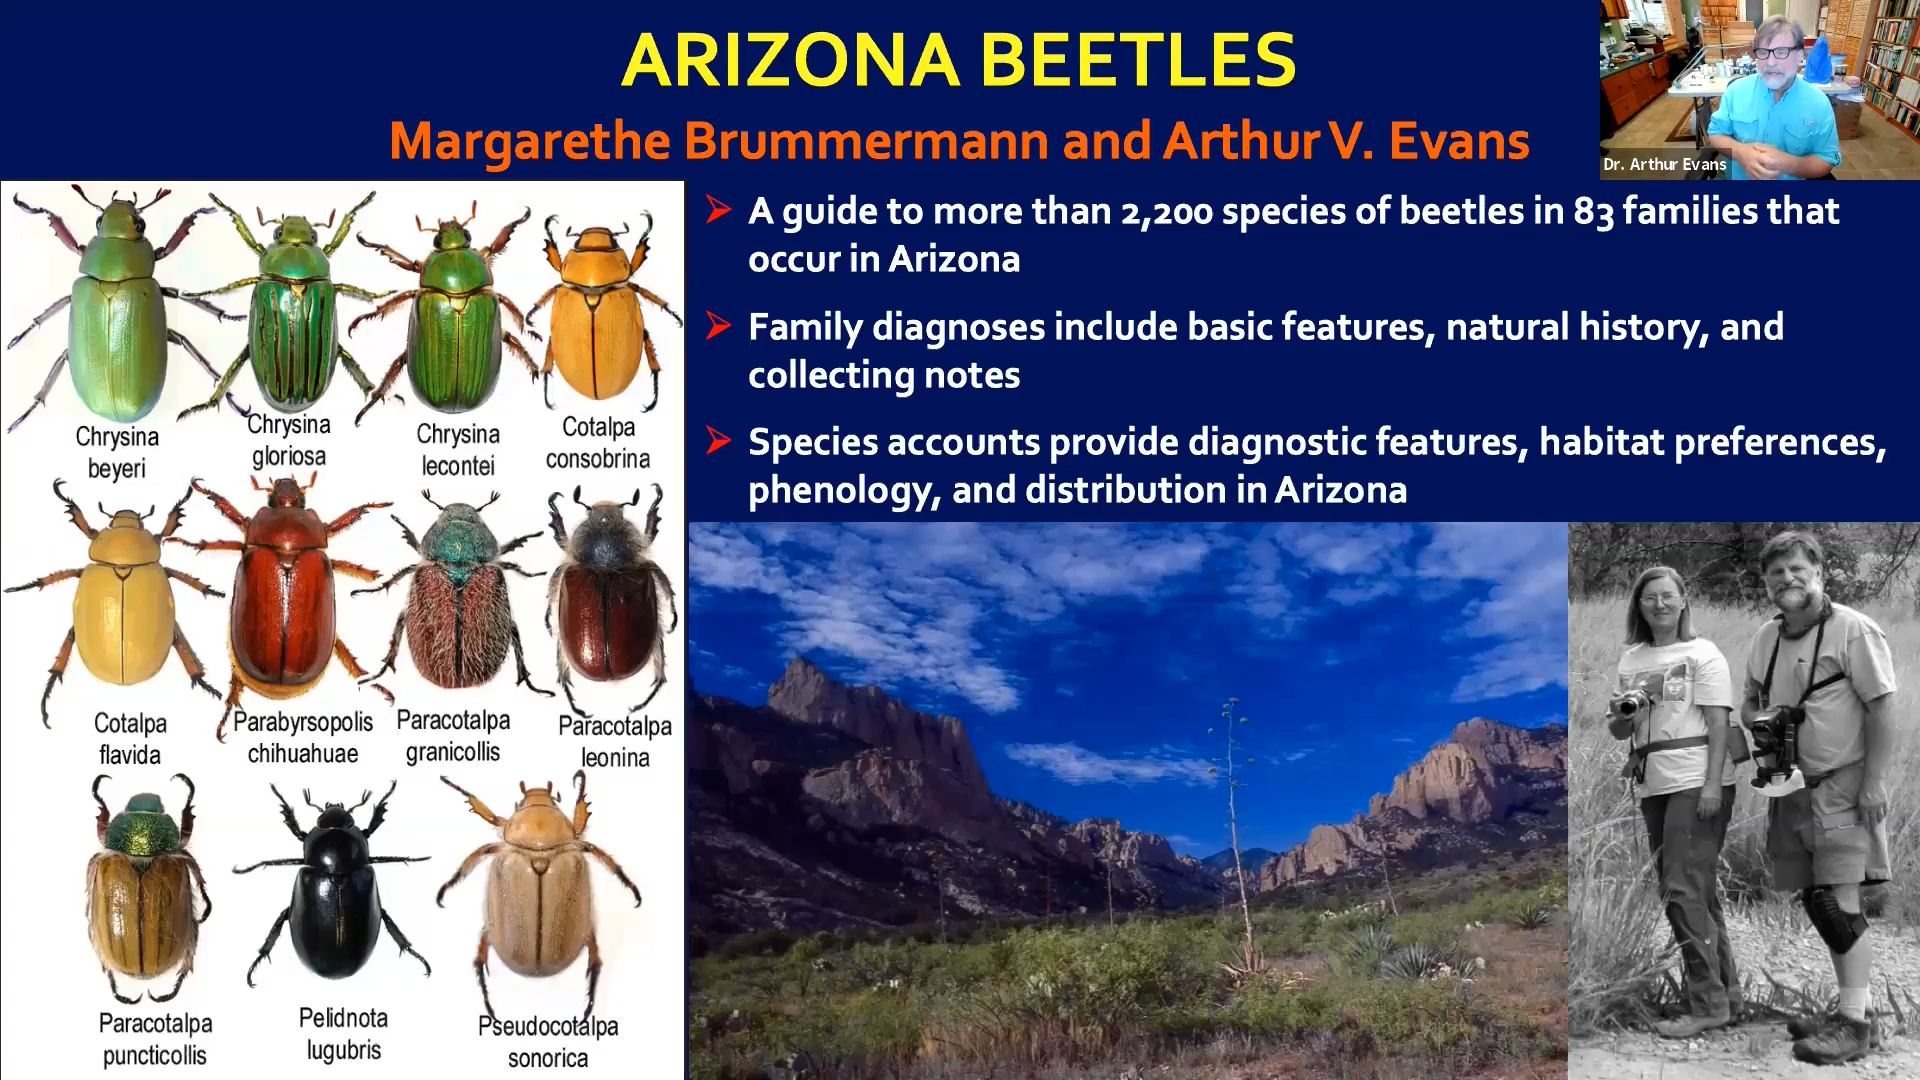 ARIZONA BEETLES
Margarethe Brummermann and Arthur V. Evans
Dr. Arthur Evans
A guide to more than 2,200 species of beetles in 83 families that
occur in Arizona
Family diagnoses include basic features, natural history, and
collecting notes
Species accounts provide diagnostic features, habitat preferences,
phenology, and distribution in Arizona
Chrysina
beyeri
Chrysina
gloriosa
Chrysina
lecontei
Cotalpa
consobrina
Cotalpa
flavida
Parabyrsopolis
chihuahuae
Paracotalpa
granicollis
Paracotalpa
leonina
Paracotalpa
puncticollis
Pelidnota
lugubris
Pseudocotalpa
sonorica